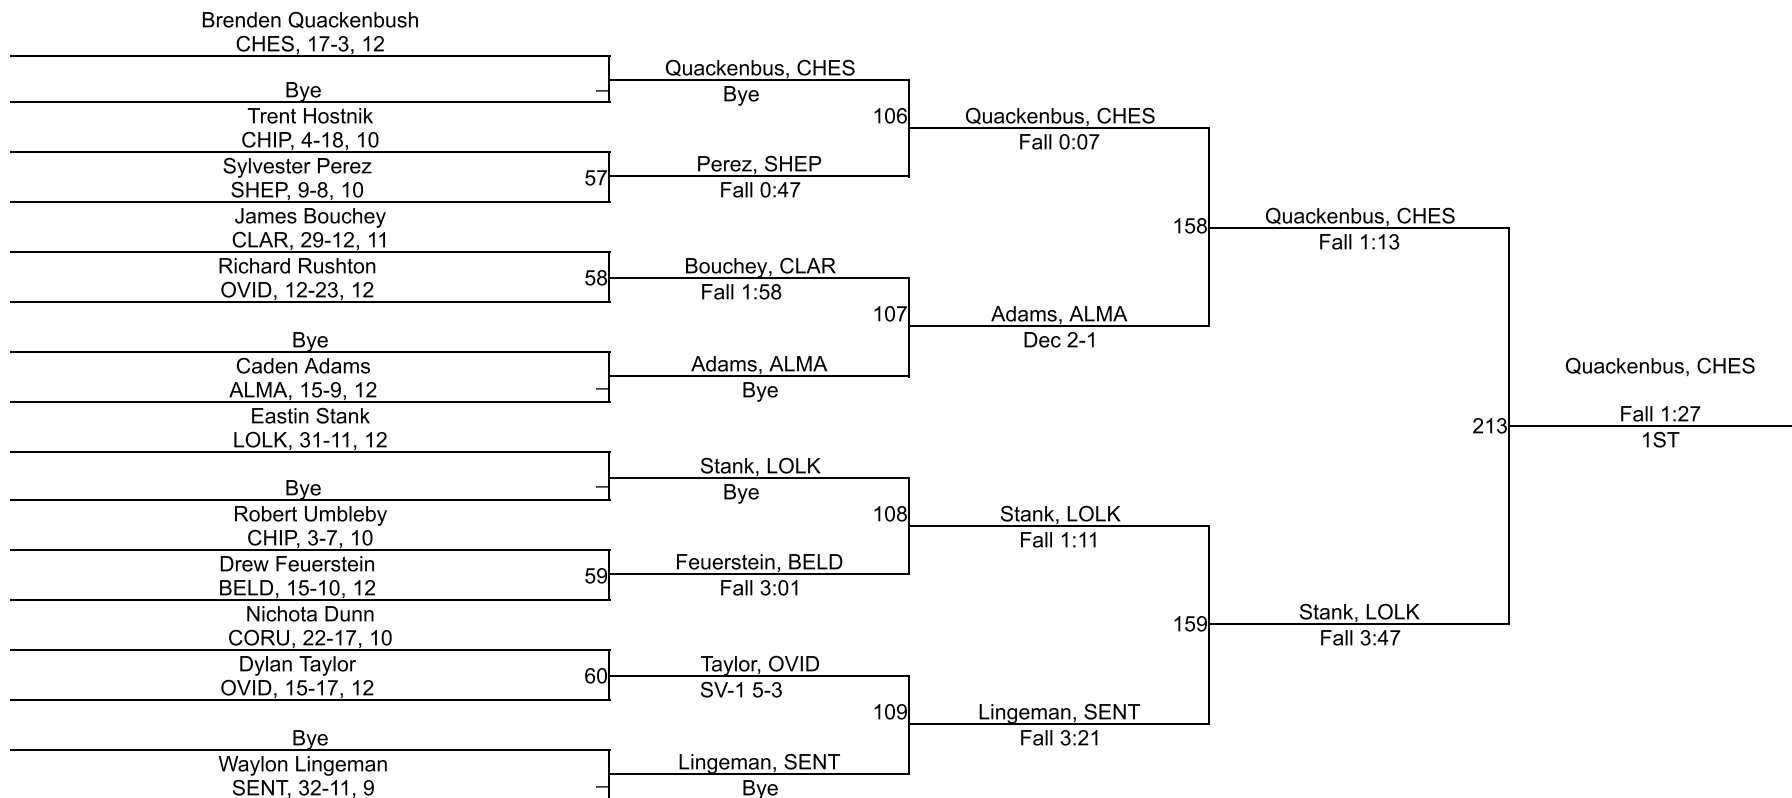 Brenden Quackenbush
CHES, 17-3, 12
Bye
Trent Hostnik
CHIP, 4-18, 10
Sylvester Perez
SHEP, 9-8, 10
57
James Bouchey
CLAR, 29-12, 11
Richard Rushton
OVID, 12-23, 12
58
Bye
Caden Adams
ALMA, 15-9, 12
Eastin Stank
LOLK, 31-11, 12
Bye
Robert Umbleby
CHIP, 3-7, 10
Drew Feuerstein
BELD, 15-10, 12
59
Nichota Dunn
CORU, 22-17, 10
Dylan Taylor
OVID, 15-17, 12
60
Bye
Waylon Lingeman
SENT, 32-11, 9
Quackenbus, CHES
Bye
106
Perez, SHEP
Fall 0:47
Bouchey, CLAR
Fall 1:58
107
Adams, ALMA
Bye
Stank, LOLK
Bye
108
Feuerstein, BELD
Fall 3:01
Taylor, OVID
SV-1 5-3
109
Lingeman, SENT
Bye
Quackenbus, CHES
Fall 0:07
158
Adams, ALMA
Dec 2-1
Stank, LOLK
Fall 1:11
159
Lingeman, SENT
Fall 3:21
Quackenbus, CHES
Fall 1:13
213
Stank, LOLK
Fall 3:47
Quackenbus, CHES
Fall 1:27
1ST